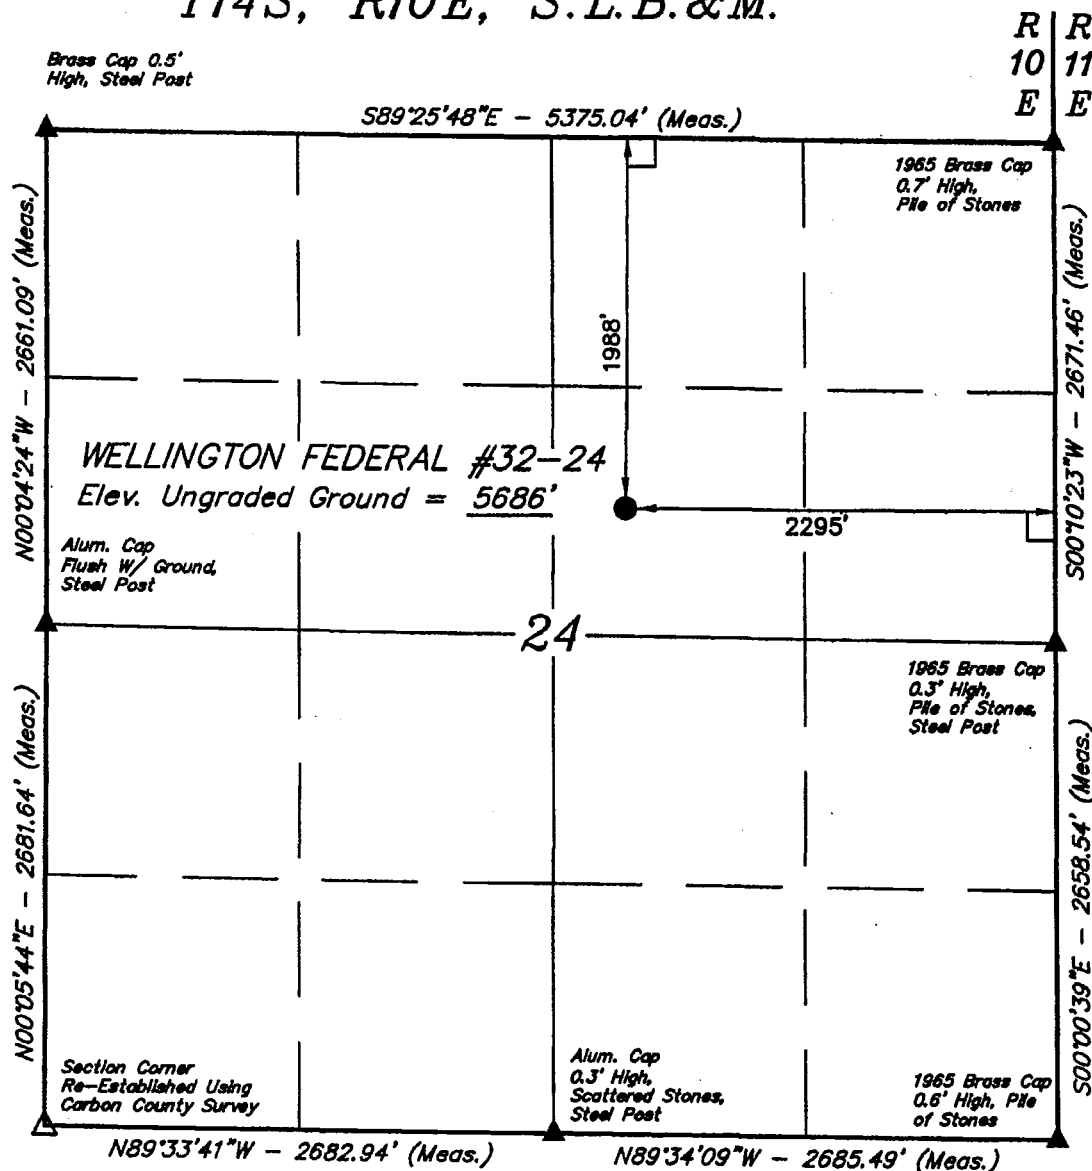 T14S, R10E, S.L.B.&M.
R R
10 11
E E
Brass Cap 0.5'
High, Steel Post
S89°25'48"E - 5375.04' (Meas.)
1965 Brass Cap
0.7' High,
Pile of Stones
N00°04'24"W - 2661.09' (Meas.)
1988'
S00°10'23"W - 2671.46' (Meas.)
WELLINGTON FEDERAL #32-24
Elev. Ungraded Ground = 5686'
2295'
Alum. Cap
Flush W/ Ground,
Steel Post
24
1965 Brass Cap
0.3' High,
Pile of Stones,
Steel Post
N00°05'44"E - 2681.64' (Meas.)
S00°00'39"E - 2658.54' (Meas.)
Section Corner
Re-Established Using
Carbon County Survey
Alum. Cap
0.3' High,
Scattered Stones,
Steel Post
1965 Brass Cap
0.6' High, Pile
of Stones
N89°33'41"W - 2682.94' (Meas.)
N89°34'09"W - 2685.49' (Meas.)